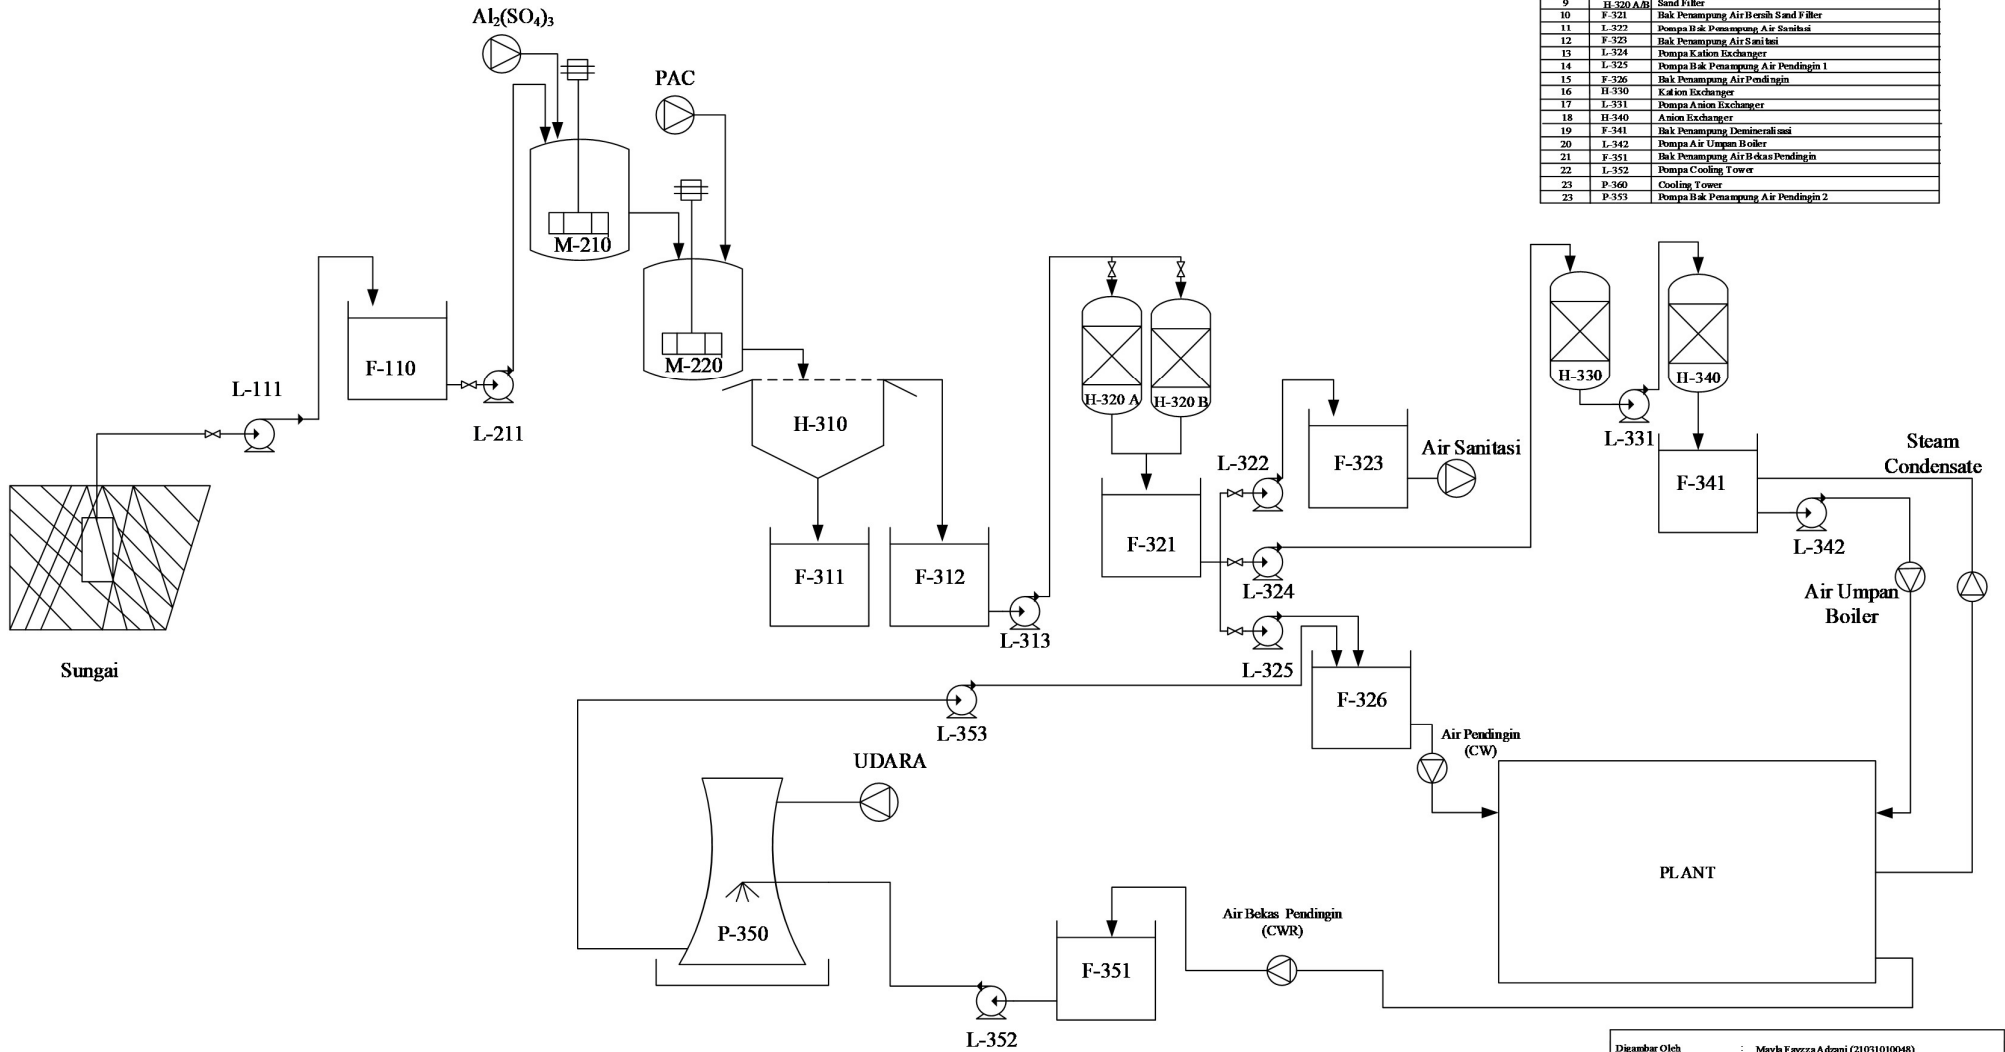 9 H-320 A/B Sand Filter
10 F-321 Bak Penampung Air Bersih Sand Filter
11 L-322 Pompa Bak Penampung Air Sanitasi
12 F-323 Bak Penampung Air Sanitasi
13 L-324 Pompa Kation Exchanger
14 L-325 Pompa Bak Penampung Air Pendingin 1
15 F-326 Bak Penampung Air Pendingin
16 H-330 Kation Exchanger
17 L-331 Pompa Anion Exchanger
18 H-340 Anion Exchanger
19 F-341 Bak Penampung Demineralisasi
20 L-342 Pompa Air Umpan Boiler
21 F-351 Bak Penampung Air Bekas Pendingin
22 L-352 Pompa Cooling Tower
23 P-360 Cooling Tower
23 P-353 Pompa Bak Penampung Air Pendingin 2
Al₂(SO₄)₃
PAC
M-210
M-220
L-111
F-110
L-211
Sungai
H-310
F-311
F-312
L-313
H-320 A
H-320 B
F-321
L-322
F-323
Air Sanitasi
L-324
L-325
F-326
H-330
L-331
H-340
F-341
L-342
Steam
Condensate
Air Umpan
Boiler
L-353
UDARA
P-350
L-352
F-351
Air Bekas Pendingin
(CWR)
Air Pendingin
(CW)
PLANT
Digambar Oleh : Mayla Fayzza Adzani (21031010048)